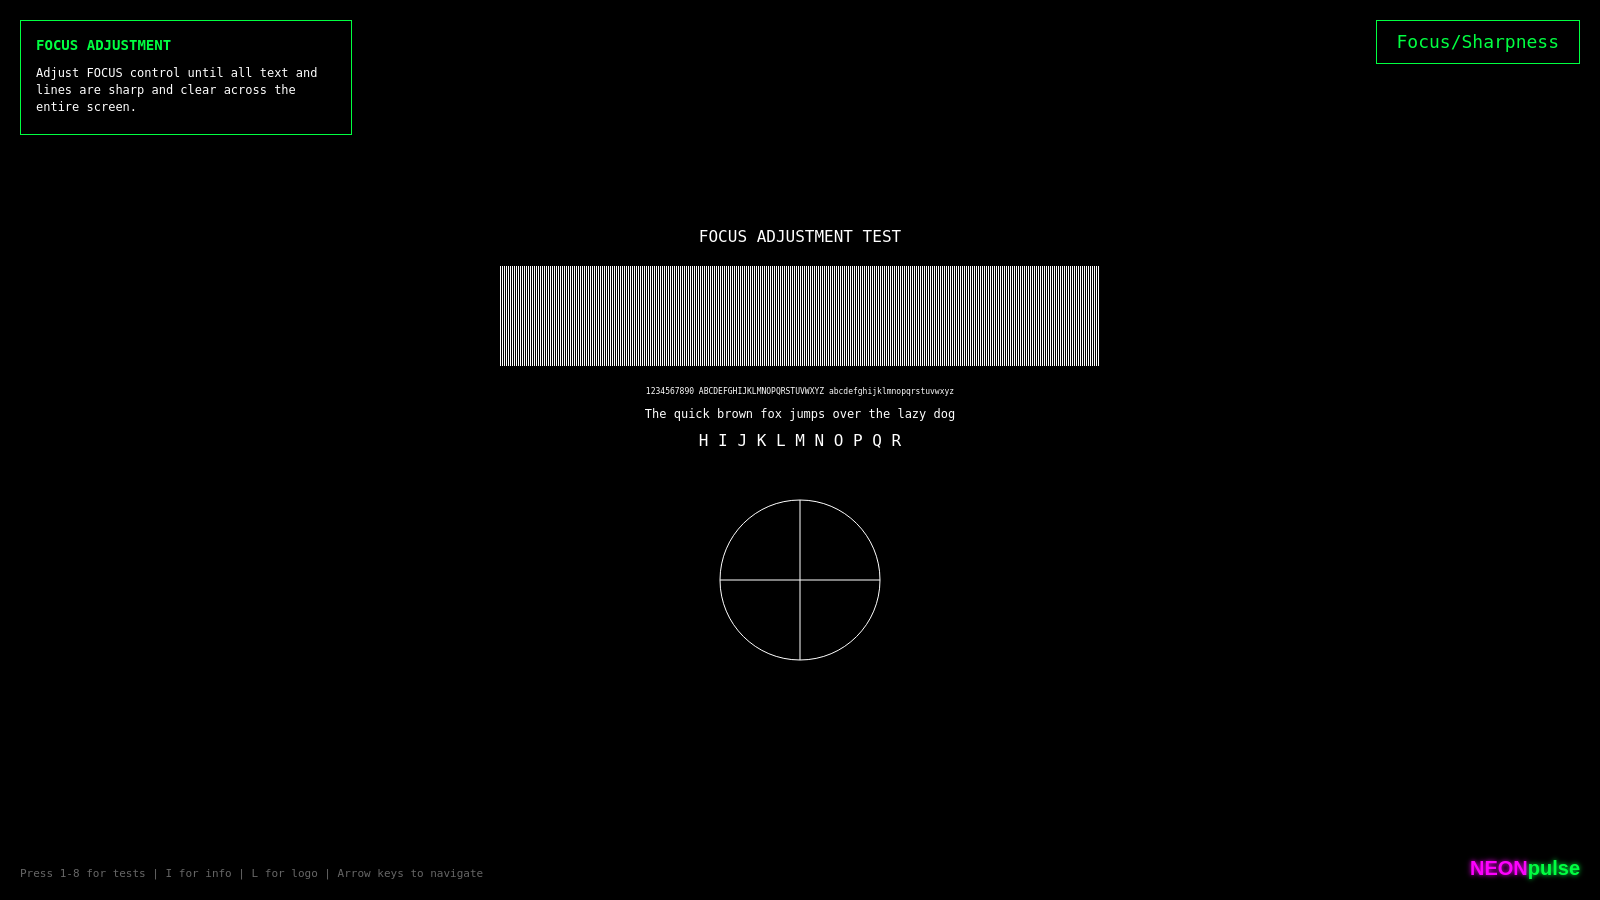 FOCUS ADJUSTMENT
Adjust FOCUS control until all text and
lines are sharp and clear across the
entire screen.
Focus/Sharpness
FOCUS ADJUSTMENT TEST
1234567890 ABCDEFGHIJKLMNOPQRSTUVWXYZ abcdefghijklmnopqrstuvwxyz
The quick brown fox jumps over the lazy dog
H I J K L M N O P Q R
Press 1-8 for tests | I for info | L for logo | Arrow keys to navigate
NEONpulse